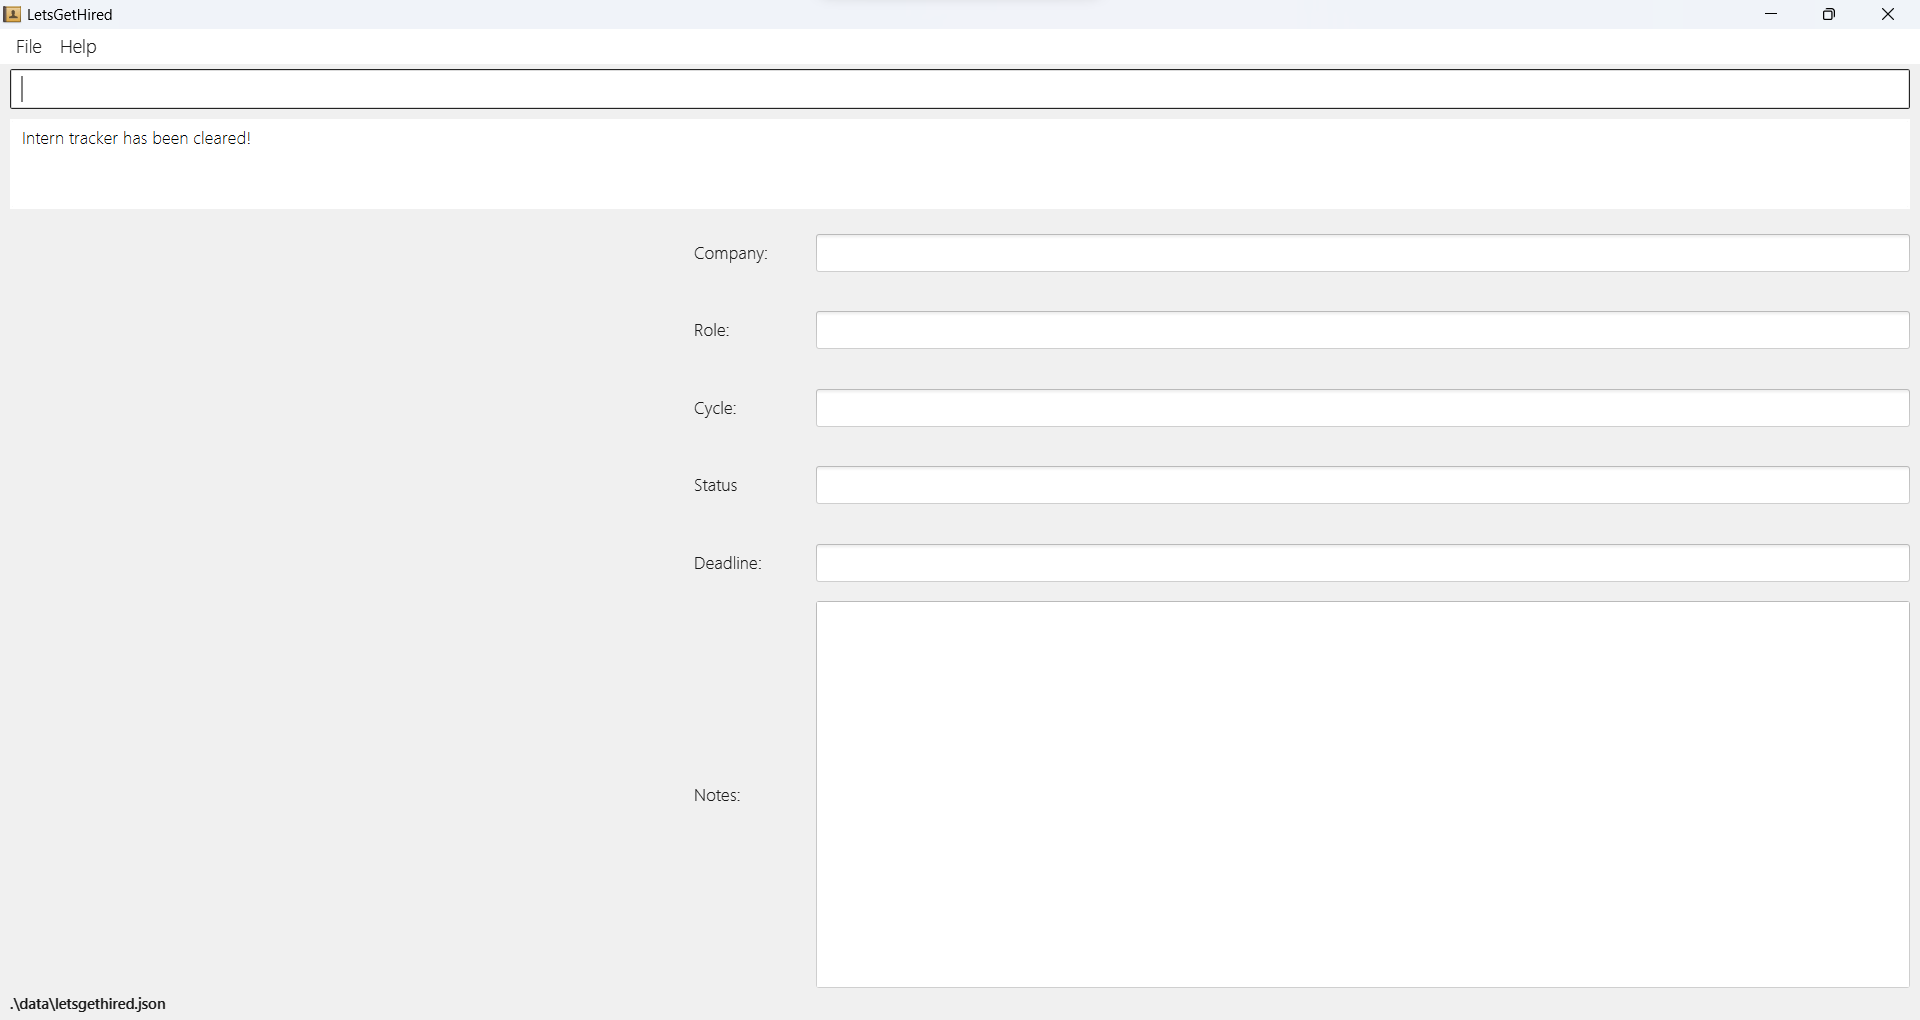 LetsGetHired
File Help
Intern tracker has been cleared!
Company:
Role:
Cycle:
Status
Deadline:
Notes:
.\data\letsgethired.json